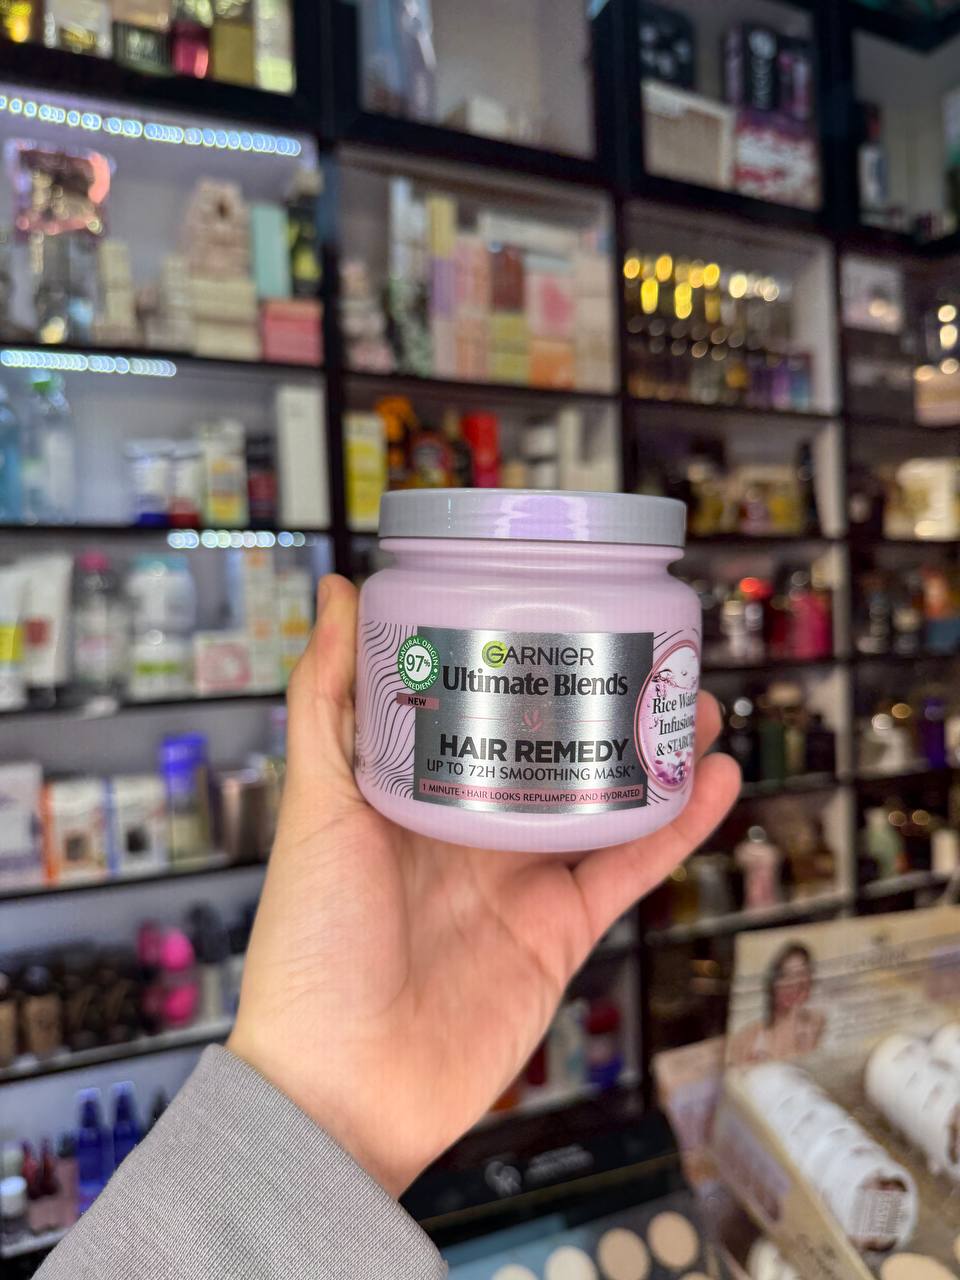 NATURAL ORIGIN
97%
INGREDIENTS
NEW
GARNIER
Ultimate Blends
HAIR REMEDY
UP TO 72H SMOOTHING MASK*
1 MINUTE • HAIR LOOKS REPLUMPED AND HYDRATED
Rice Water
Infusion
& STARCH